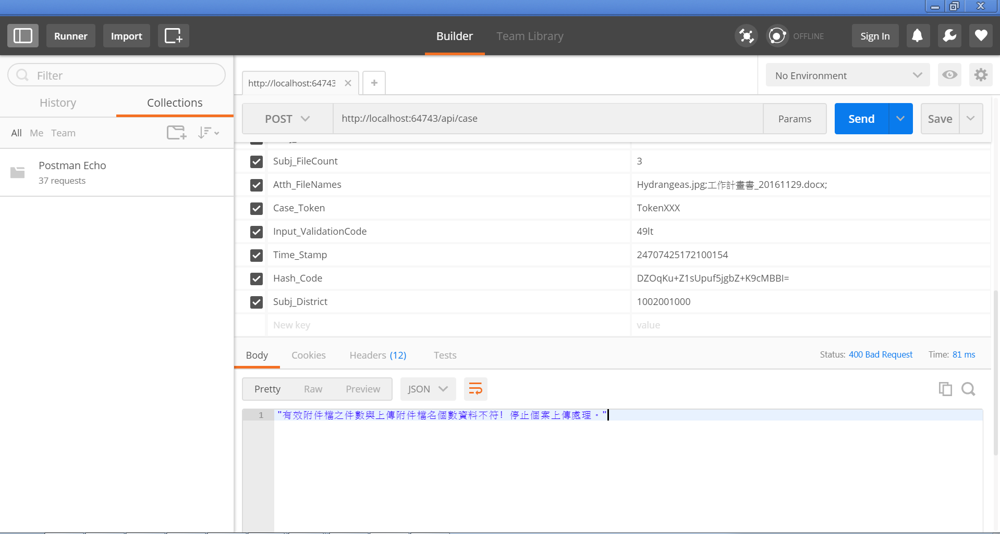 Runner Import Builder Team Library OFFLINE Sign In
Filter
History Collections
All Me Team
Postman Echo
37 requests
http://localhost:64743
No Environment
POST http://localhost:64743/api/case Params Send Save
Subj_FileCount 3
Atth_FileNames Hydrangeas.jpg;工作計畫書_20161129.docx;
Case_Token TokenXXX
Input_ValidationCode 49lt
Time_Stamp 24707425172100154
Hash_Code DZOqKu+Z1sUpuf5jgbZ+K9cMBBI=
Subj_District 1002001000
New key value
Body Cookies Headers (12) Tests Status: 400 Bad Request Time: 81 ms
Pretty Raw Preview JSON
1 "有效附件檔之件數與上傳附件檔名個數資料不符! 停止個案上傳處理。"